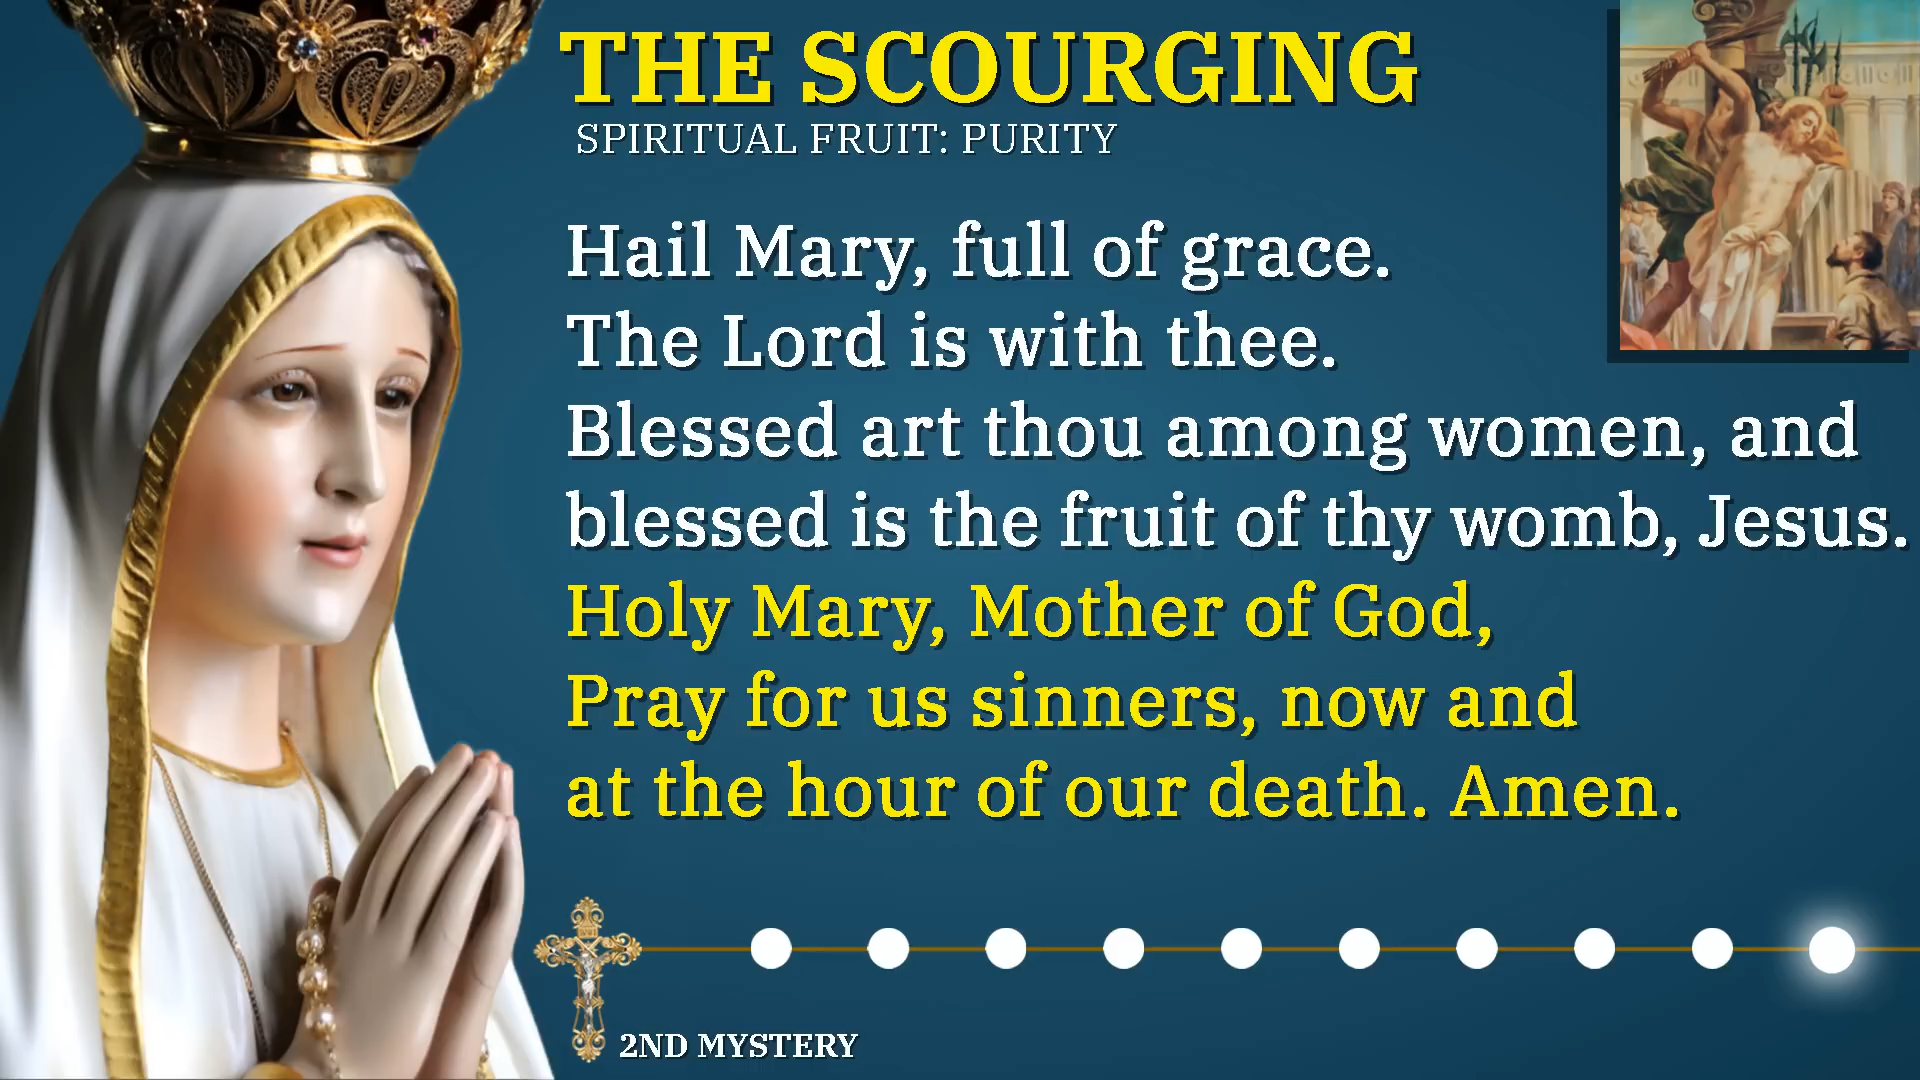 THE SCOURGING
SPIRITUAL FRUIT: PURITY
Hail Mary, full of grace.
The Lord is with thee.
Blessed art thou among women, and
blessed is the fruit of thy womb, Jesus.
Holy Mary, Mother of God,
Pray for us sinners, now and
at the hour of our death. Amen.
2ND MYSTERY